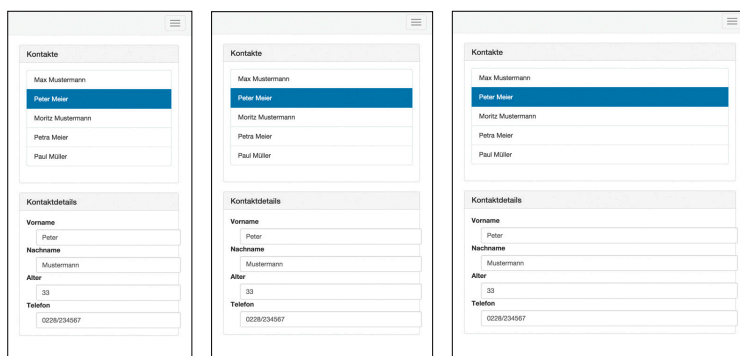 Kontakte
Max Mustermann
Peter Meier
Moritz Mustermann
Petra Meier
Paul Müller
Kontaktdetails
Vorname
Peter
Nachname
Mustermann
Alter
33
Telefon
0228/234567
Kontakte
Max Mustermann
Peter Meier
Moritz Mustermann
Petra Meier
Paul Müller
Kontaktdetails
Vorname
Peter
Nachname
Mustermann
Alter
33
Telefon
0228/234567
Kontakte
Max Mustermann
Peter Meier
Moritz Mustermann
Petra Meier
Paul Müller
Kontaktdetails
Vorname
Peter
Nachname
Mustermann
Alter
33
Telefon
0228/234567